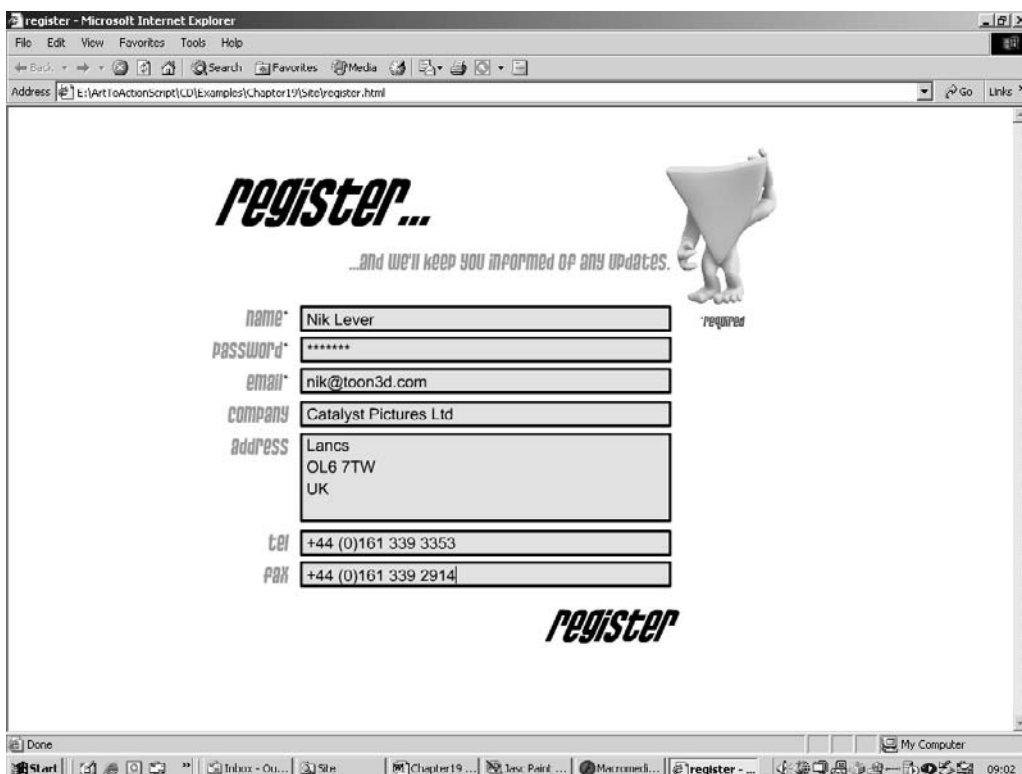 register - Microsoft Internet Explorer
File Edit View Favorites Tools Help
Back Search Favorites Media
Address E:\ArtToActionScript\CD\Examples\Chapter19\Site\register.html Go Links
register...
...and we'll keep you informed of any updates.
*required
name* Nik Lever
password* *******
email* nik@toon3d.com
company Catalyst Pictures Ltd
address Lancs
OL6 7TW
UK
tel +44 (0)161 339 3353
fax +44 (0)161 339 2914
register
Done My Computer
Start Inbox - Ou... Site Chapter19 ... Jasc Paint ... Macromedi... register - ... 09:02